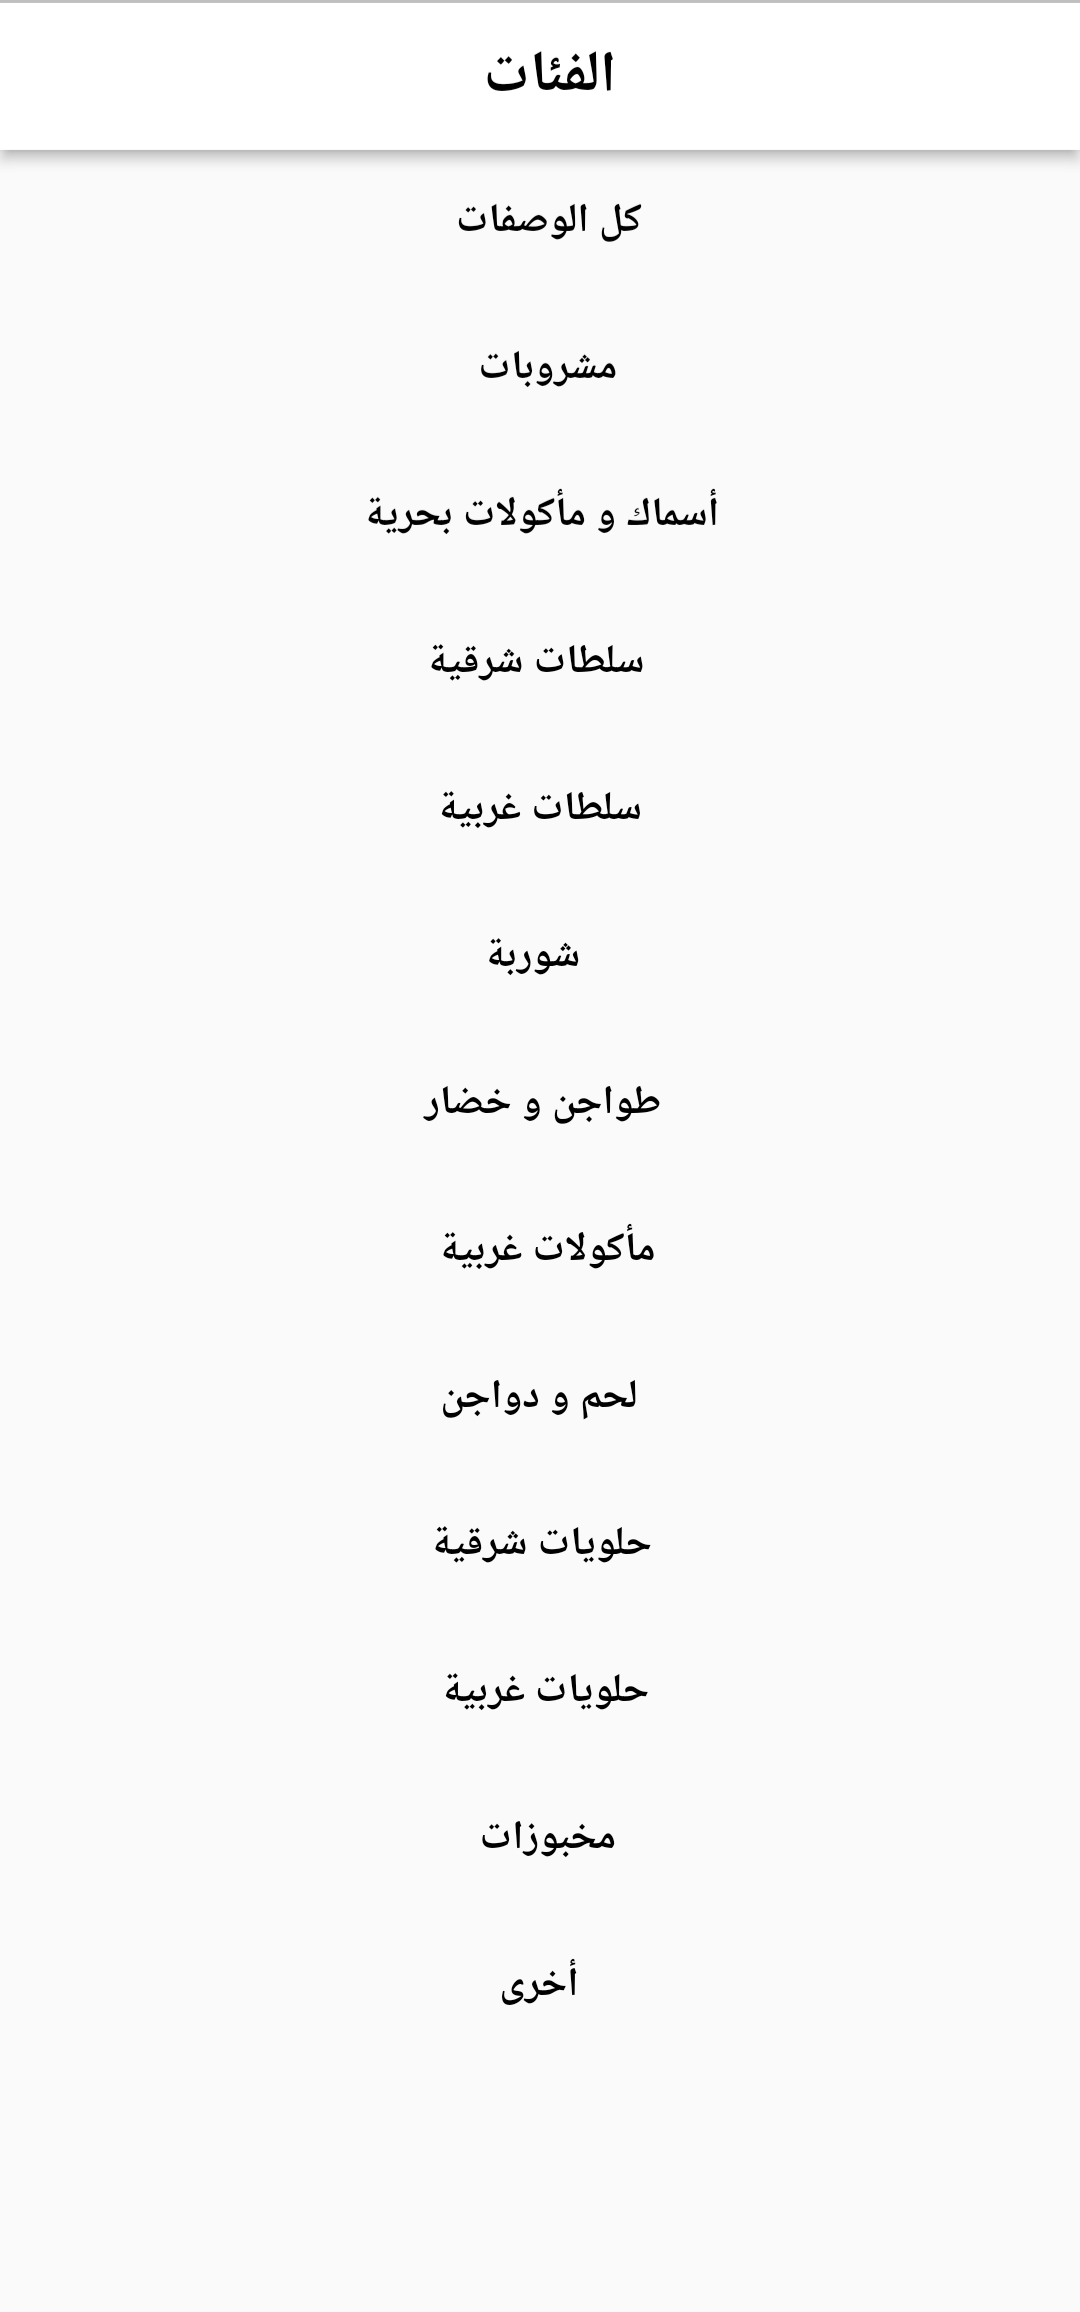 الفئات
كل الوصفات
مشروبات
أسماك و مأكولات بحرية
سلطات شرقية
سلطات غربية
شوربة
طواجن و خضار
مأكولات غربية
لحم و دواجن
حلويات شرقية
حلويات غربية
مخبوزات
أخرى